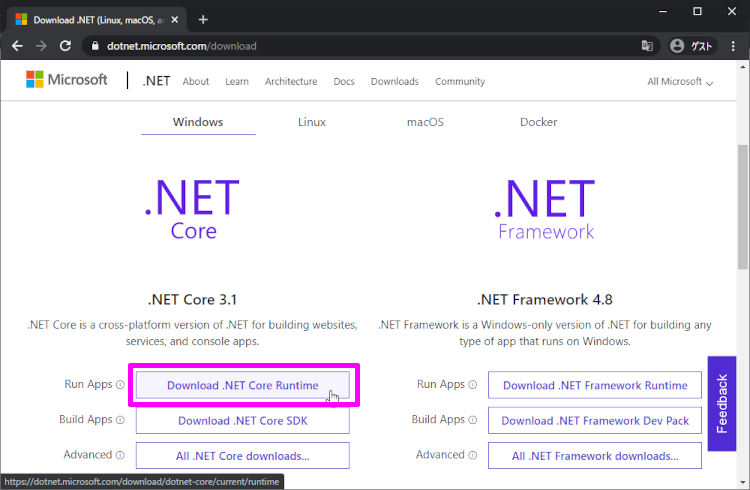 Download .NET (Linux, macOS, a
dotnet.microsoft.com/download
ゲスト
Microsoft
.NET
About
Learn
Architecture
Docs
Downloads
Community
All Microsoft
Windows
Linux
macOS
Docker
.NET
Core
.NET
Framework
.NET Core 3.1
.NET Framework 4.8
.NET Core is a cross-platform version of .NET for building websites,
services, and console apps.
.NET Framework is a Windows-only version of .NET for building any
type of app that runs on Windows.
Run Apps
Download .NET Core Runtime
Run Apps
Download .NET Framework Runtime
Build Apps
Download .NET Core SDK
Build Apps
Download .NET Framework Dev Pack
Advanced
All .NET Core downloads...
Advanced
All .NET Framework downloads...
Feedback
https://dotnet.microsoft.com/download/dotnet-core/current/runtime